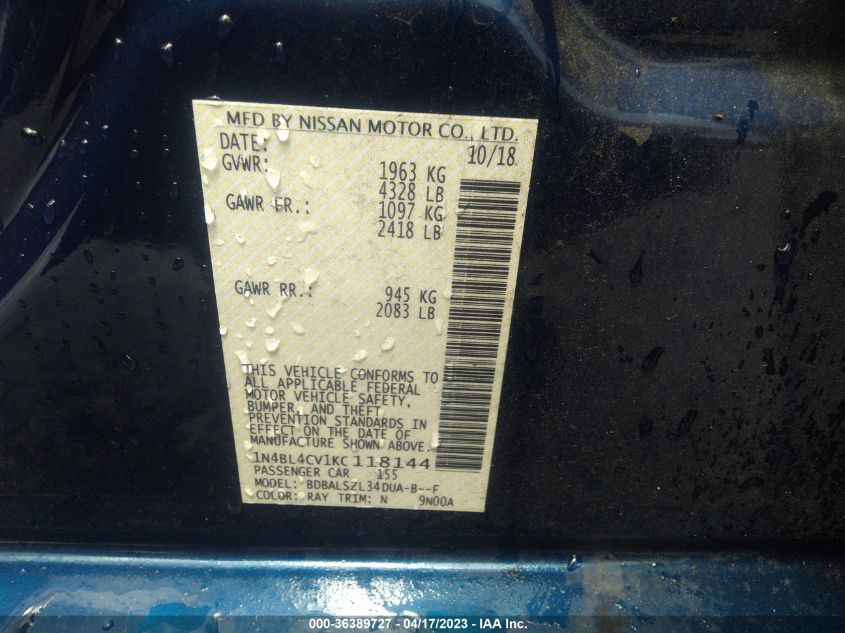 MFD BY NISSAN MOTOR CO., LTD.
DATE: 10/18
GVWR: 1963 KG
4328 LB
GAWR FR.: 1097 KG
2418 LB
GAWR RR.: 945 KG
2083 LB
THIS VEHICLE CONFORMS TO
ALL APPLICABLE FEDERAL
MOTOR VEHICLE SAFETY,
BUMPER, AND THEFT
PREVENTION STANDARDS IN
EFFECT ON THE DATE OF
MANUFACTURE SHOWN ABOVE.
1N4BL4CV1KC118144
PASSENGER CAR 155
MODEL: BDBALSZL34DUA-B--F
COLOR: RAY TRIM: N 9N00A
000-36389727 - 04/17/2023 - IAA Inc.